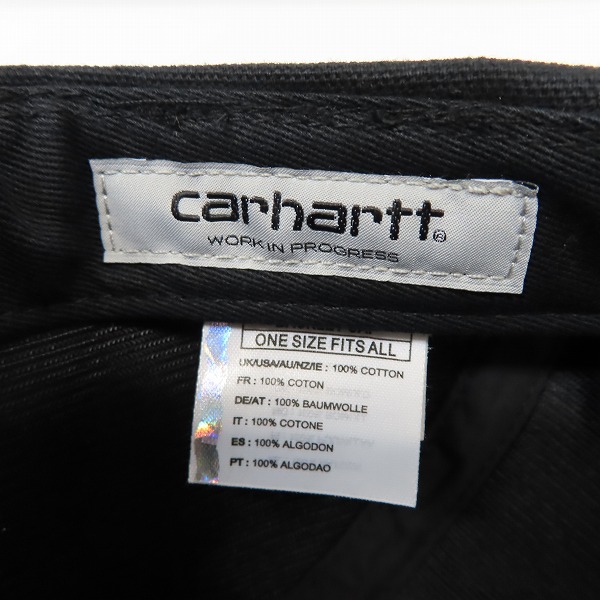 carhartt®
WORK IN PROGRESS
ONE SIZE FITS ALL
UK/USA/AU/NZ/IE : 100% COTTON
FR : 100% COTON
DE/AT : 100% BAUMWOLLE
IT : 100% COTONE
ES : 100% ALGODON
PT : 100% ALGODAO